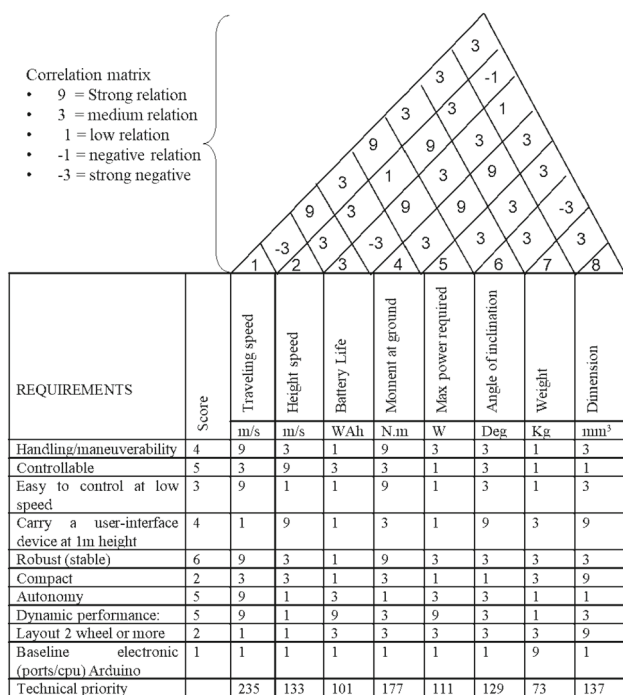 3
3 -1
3 3 1
9 9 3 3
3 1 3 9 3
9 3 9 9 3 -3
-3 3 -3 3 3 3 3
1 2 3 4 5 6 7 8
Correlation matrix
• 9 = Strong relation
• 3 = medium relation
• 1 = low relation
• -1 = negative relation
• -3 = strong negative
REQUIREMENTS
Score
Traveling speed
Height speed
Battery Life
Moment at ground
Max power required
Angle of inclination
Weight
Dimension
m/s m/s WAh N.m W Deg Kg mm³
Handling/maneuverability 4 9 3 1 9 3 3 1 3
Controllable 5 3 9 3 3 1 3 1 1
Easy to control at low 3 9 1 1 9 1 3 1 3
speed
Carry a user-interface 4 1 9 1 3 1 9 3 9
device at 1m height
Robust (stable) 6 9 3 1 9 3 3 3 3
Compact 2 3 3 1 3 1 1 3 9
Autonomy 5 9 1 3 1 3 3 1 1
Dynamic performance: 5 9 1 9 3 9 3 1 3
Layout 2 wheel or more 2 1 1 3 3 3 3 3 9
Baseline electronic 1 1 1 1 1 1 1 9 1
(ports/cpu) Arduino
Technical priority 235 133 101 177 111 129 73 137